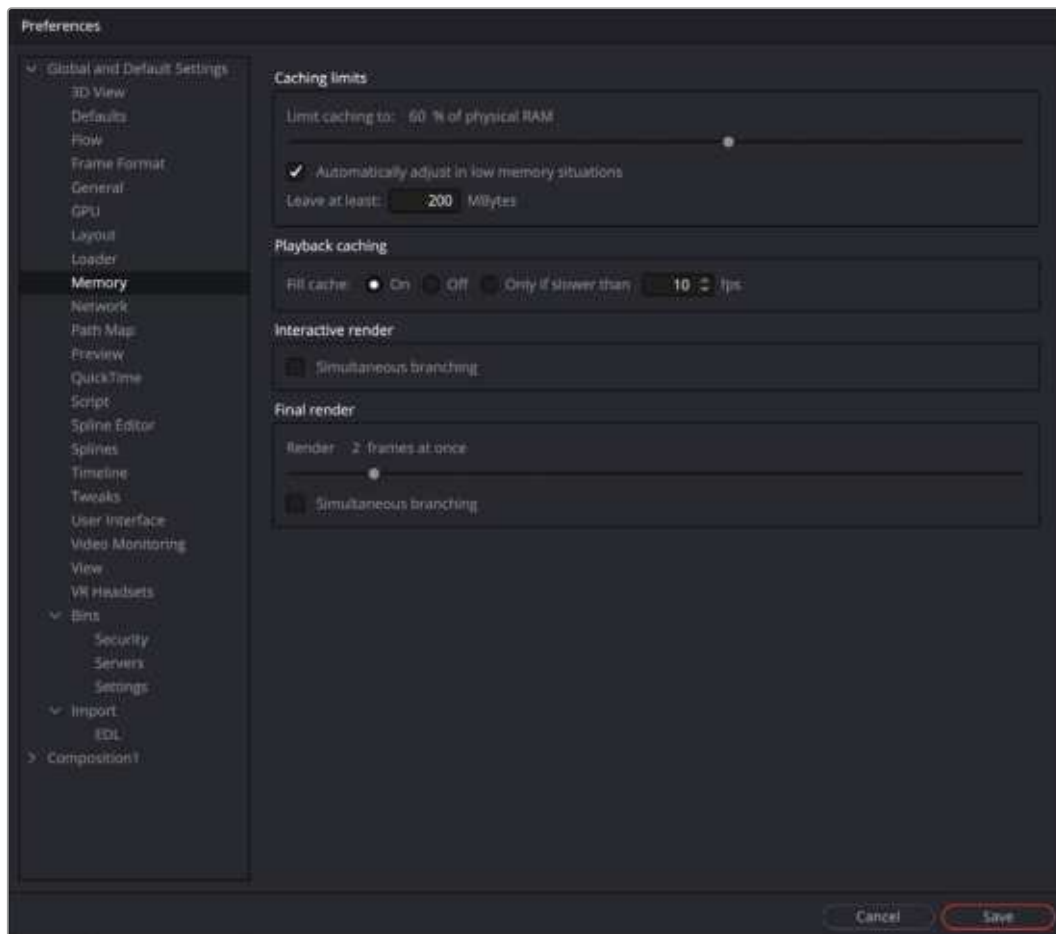 Preferences
Global and Default Settings
3D View
Defaults
Flow
Frame Format
General
GPU
Layout
Loader
Memory
Network
Path Map
Preview
QuickTime
Script
Spline Editor
Splines
Timeline
Tweaks
User Interface
Video Monitoring
View
VR Headsets
Bins
Security
Servers
Settings
Import
EDL
Composition1
Caching limits
Limit caching to: 60 % of physical RAM
Automatically adjust in low memory situations
Leave at least: 200 MBytes
Playback caching
Fill cache: On Off Only if slower than 10 fps
Interactive render
Simultaneous branching
Final render
Render 2 frames at once
Simultaneous branching
Cancel Save